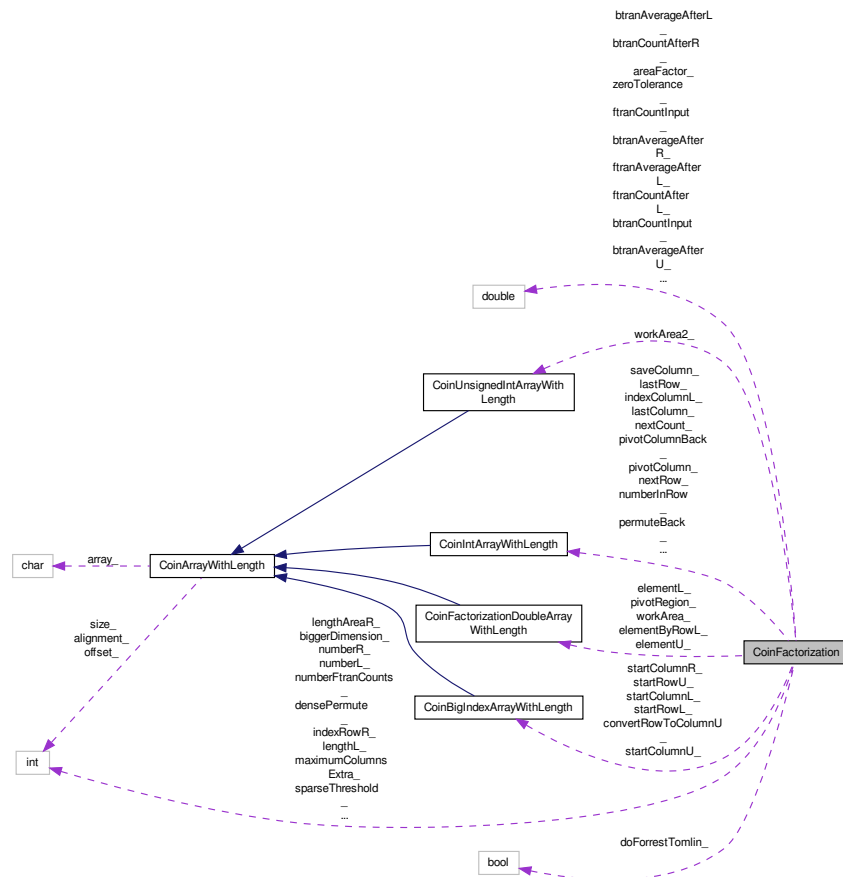 btranAverageAfterL
_
btranCountAfterR
_
areaFactor_
zeroTolerance
_
ftranCountInput
_
btranAverageAfter
R_
ftranAverageAfter
L_
ftranCountAfter
L_
btranCountInput
_
btranAverageAfter
U_
...
double
workArea2_
CoinUnsignedIntArrayWith
Length
saveColumn_
lastRow_
indexColumnL_
lastColumn_
nextCount_
pivotColumnBack
_
pivotColumn_
nextRow_
numberInRow
_
permuteBack
_
...
CoinIntArrayWithLength
char
array_
CoinArrayWithLength
size_
alignment_
offset_
elementL_
pivotRegion_
workArea_
elementByRowL_
elementU_
CoinFactorizationDoubleArray
WithLength
CoinFactorization
lengthAreaR_
biggerDimension_
numberR_
numberL_
numberFtranCounts
_
densePermute
_
indexRowR_
lengthL_
maximumColumns
Extra_
sparseThreshold
_
...
startColumnR_
startRowU_
startColumnL_
startRowL_
convertRowToColumnU
_
startColumnU_
CoinBigIndexArrayWithLength
int
doForrestTomlin_
bool